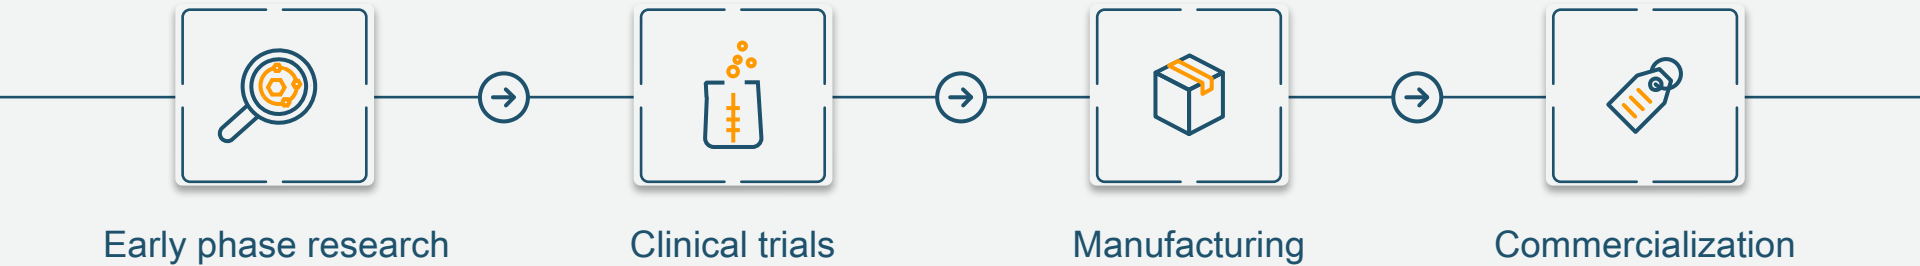 Early phase research
Clinical trials
Manufacturing
Commercialization